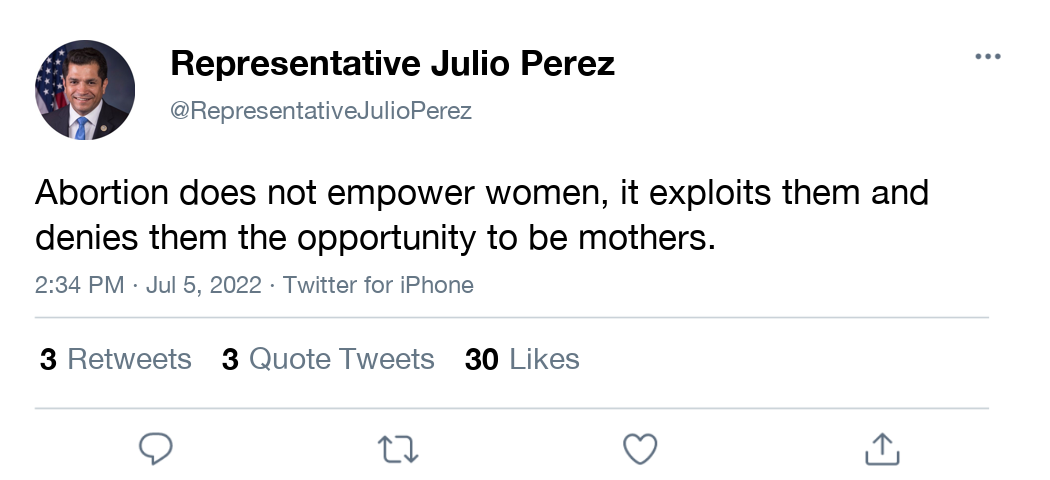 Representative Julio Perez
@RepresentativeJulioPerez
Abortion does not empower women, it exploits them and
denies them the opportunity to be mothers.
2:34 PM · Jul 5, 2022 · Twitter for iPhone
3 Retweets 3 Quote Tweets 30 Likes